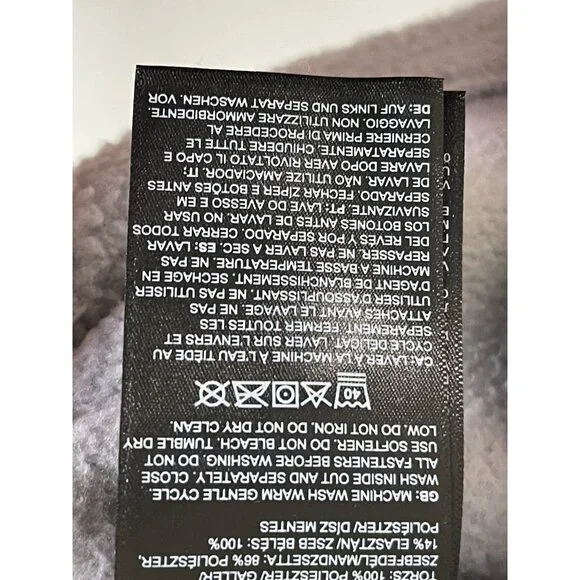 TÖRZS/ GALLÉR/
ZSEBFEDÉL/MANDZSETTA: 86% POLIÉSZTER,
14% ELASZTÁN/ ZSEB BÉLÉS: 100%
POLIÉSZTER/ DÍSZ MENTES
GB: MACHINE WASH WARM GENTLE CYCLE.
WASH INSIDE OUT AND SEPARATELY. CLOSE
ALL FASTENERS BEFORE WASHING. DO NOT
USE SOFTENER. DO NOT BLEACH. TUMBLE DRY
LOW. DO NOT IRON. DO NOT DRY CLEAN.
40
CA: LAVER À LA MACHINE À L'EAU TIÈDE AU
CYCLE DÉLICAT. LAVER SUR L'ENVERS ET
SÉPARÉMENT. FERMER TOUTES LES
ATTACHES AVANT LE LAVAGE. NE PAS
UTILISER D'ASSOUPLISSANT. NE PAS UTILISER
D'AGENT DE BLANCHISSEMENT. SÉCHAGE EN
MACHINE À BASSE TEMPÉRATURE. NE PAS
REPASSER. NE PAS LAVER À SEC. ES: LAVAR
DEL REVÉS Y POR SEPARADO. CERRAR TODOS
LOS BOTONES ANTES DE LAVAR. NO USAR
SUAVIZANTE. PT: LAVE DO AVESSO E EM
SEPARADO. FECHAR ZÍPER E BOTÕES ANTES
DE LAVAR. NÃO UTILIZE AMACIADOR. IT:
LAVARE DOPO AVER RIVOLTATO IL CAPO E
SEPARATAMENTE. CHIUDERE TUTTE LE
CERNIERE PRIMA DI PROCEDERE AL
LAVAGGIO. NON UTILIZZARE AMMORBIDENTE.
DE: AUF LINKS UND SEPARAT WASCHEN. VOR